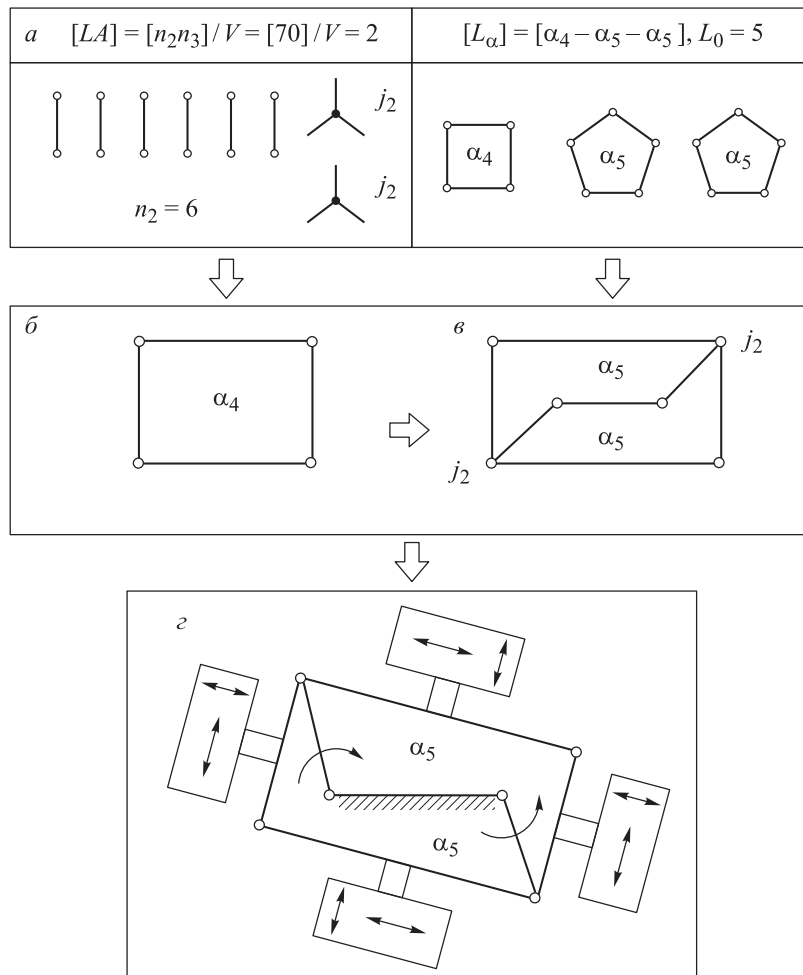 а [LA] = [n₂n₃] / V = [70] / V = 2
[Lα] = [α₄ – α₅ – α₅], L₀ = 5
j₂
j₂
n₂ = 6
α₄ α₅ α₅
б
α₄
в
j₂
α₅
α₅
j₂
г
α₅
α₅